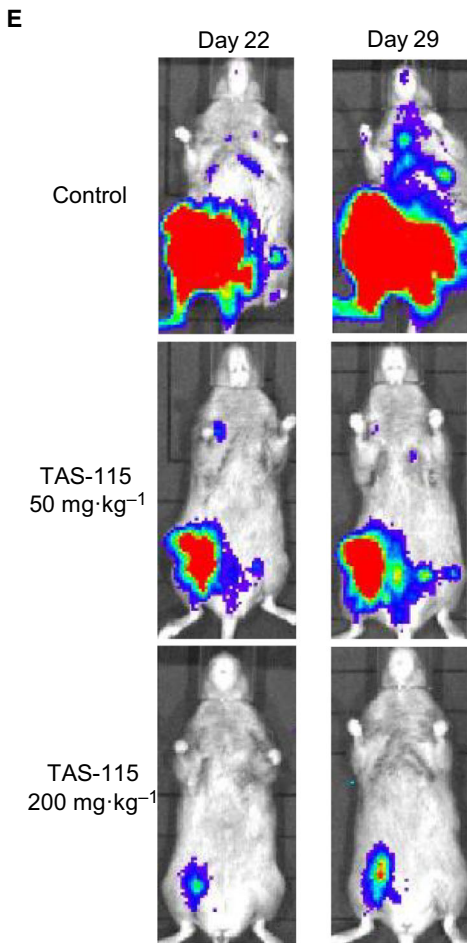 E
Day 22 Day 29
Control
TAS-115
50 mg·kg⁻¹
TAS-115
200 mg·kg⁻¹